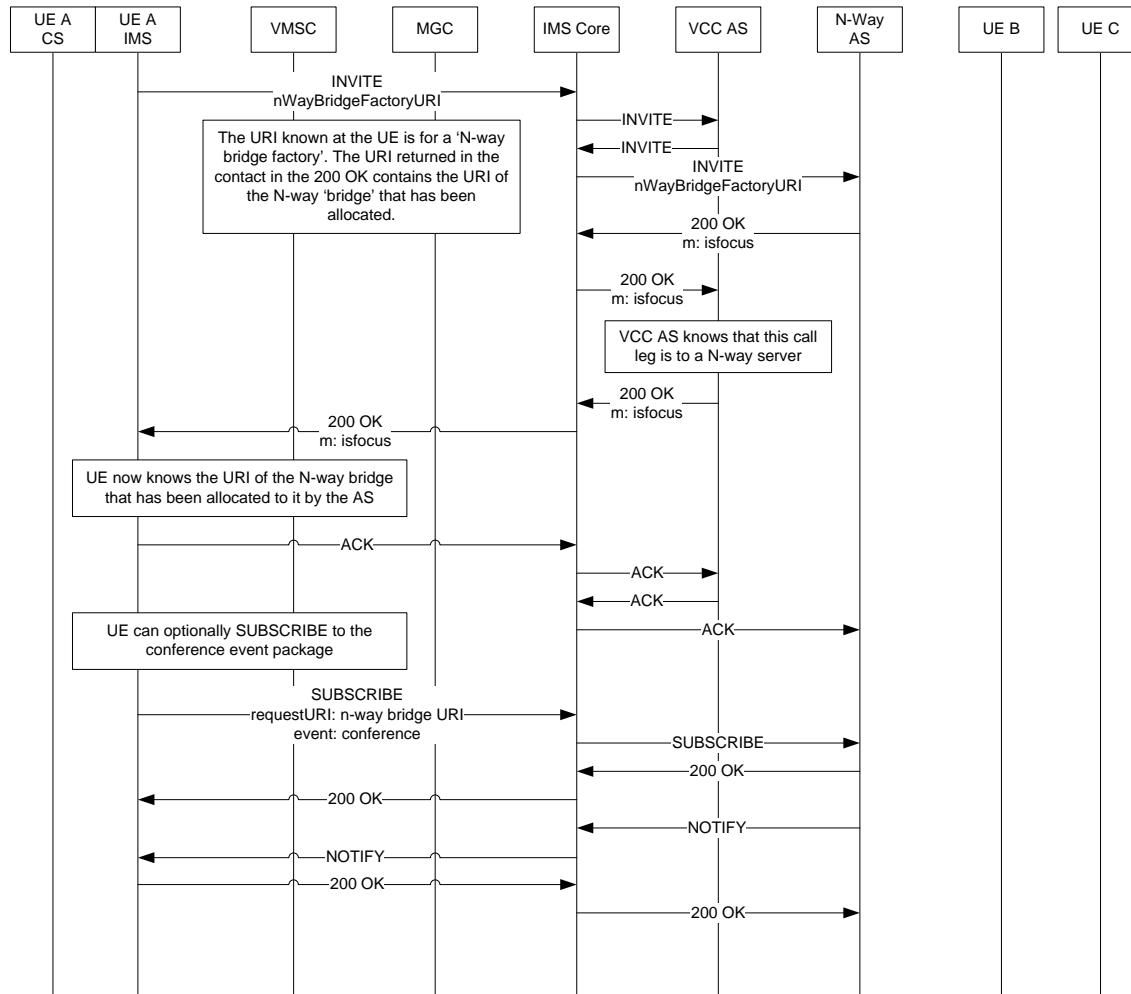 UE A
CS
UE A
IMS
VMSC
MGC
IMS Core
VCC AS
N-Way
AS
UE B
UE C
INVITE
nWayBridgeFactoryURI
INVITE
The URI known at the UE is for a ‘N-way
bridge factory’. The URI returned in the
contact in the 200 OK contains the URI of
the N-way ‘bridge’ that has been
allocated.
INVITE
INVITE
nWayBridgeFactoryURI
200 OK
m: isfocus
200 OK
m: isfocus
VCC AS knows that this call
leg is to a N-way server
200 OK
m: isfocus
200 OK
m: isfocus
UE now knows the URI of the N-way bridge
that has been allocated to it by the AS
ACK
ACK
ACK
UE can optionally SUBSCRIBE to the
conference event package
ACK
SUBSCRIBE
requestURI: n-way bridge URI
event: conference
SUBSCRIBE
200 OK
200 OK
NOTIFY
NOTIFY
200 OK
200 OK